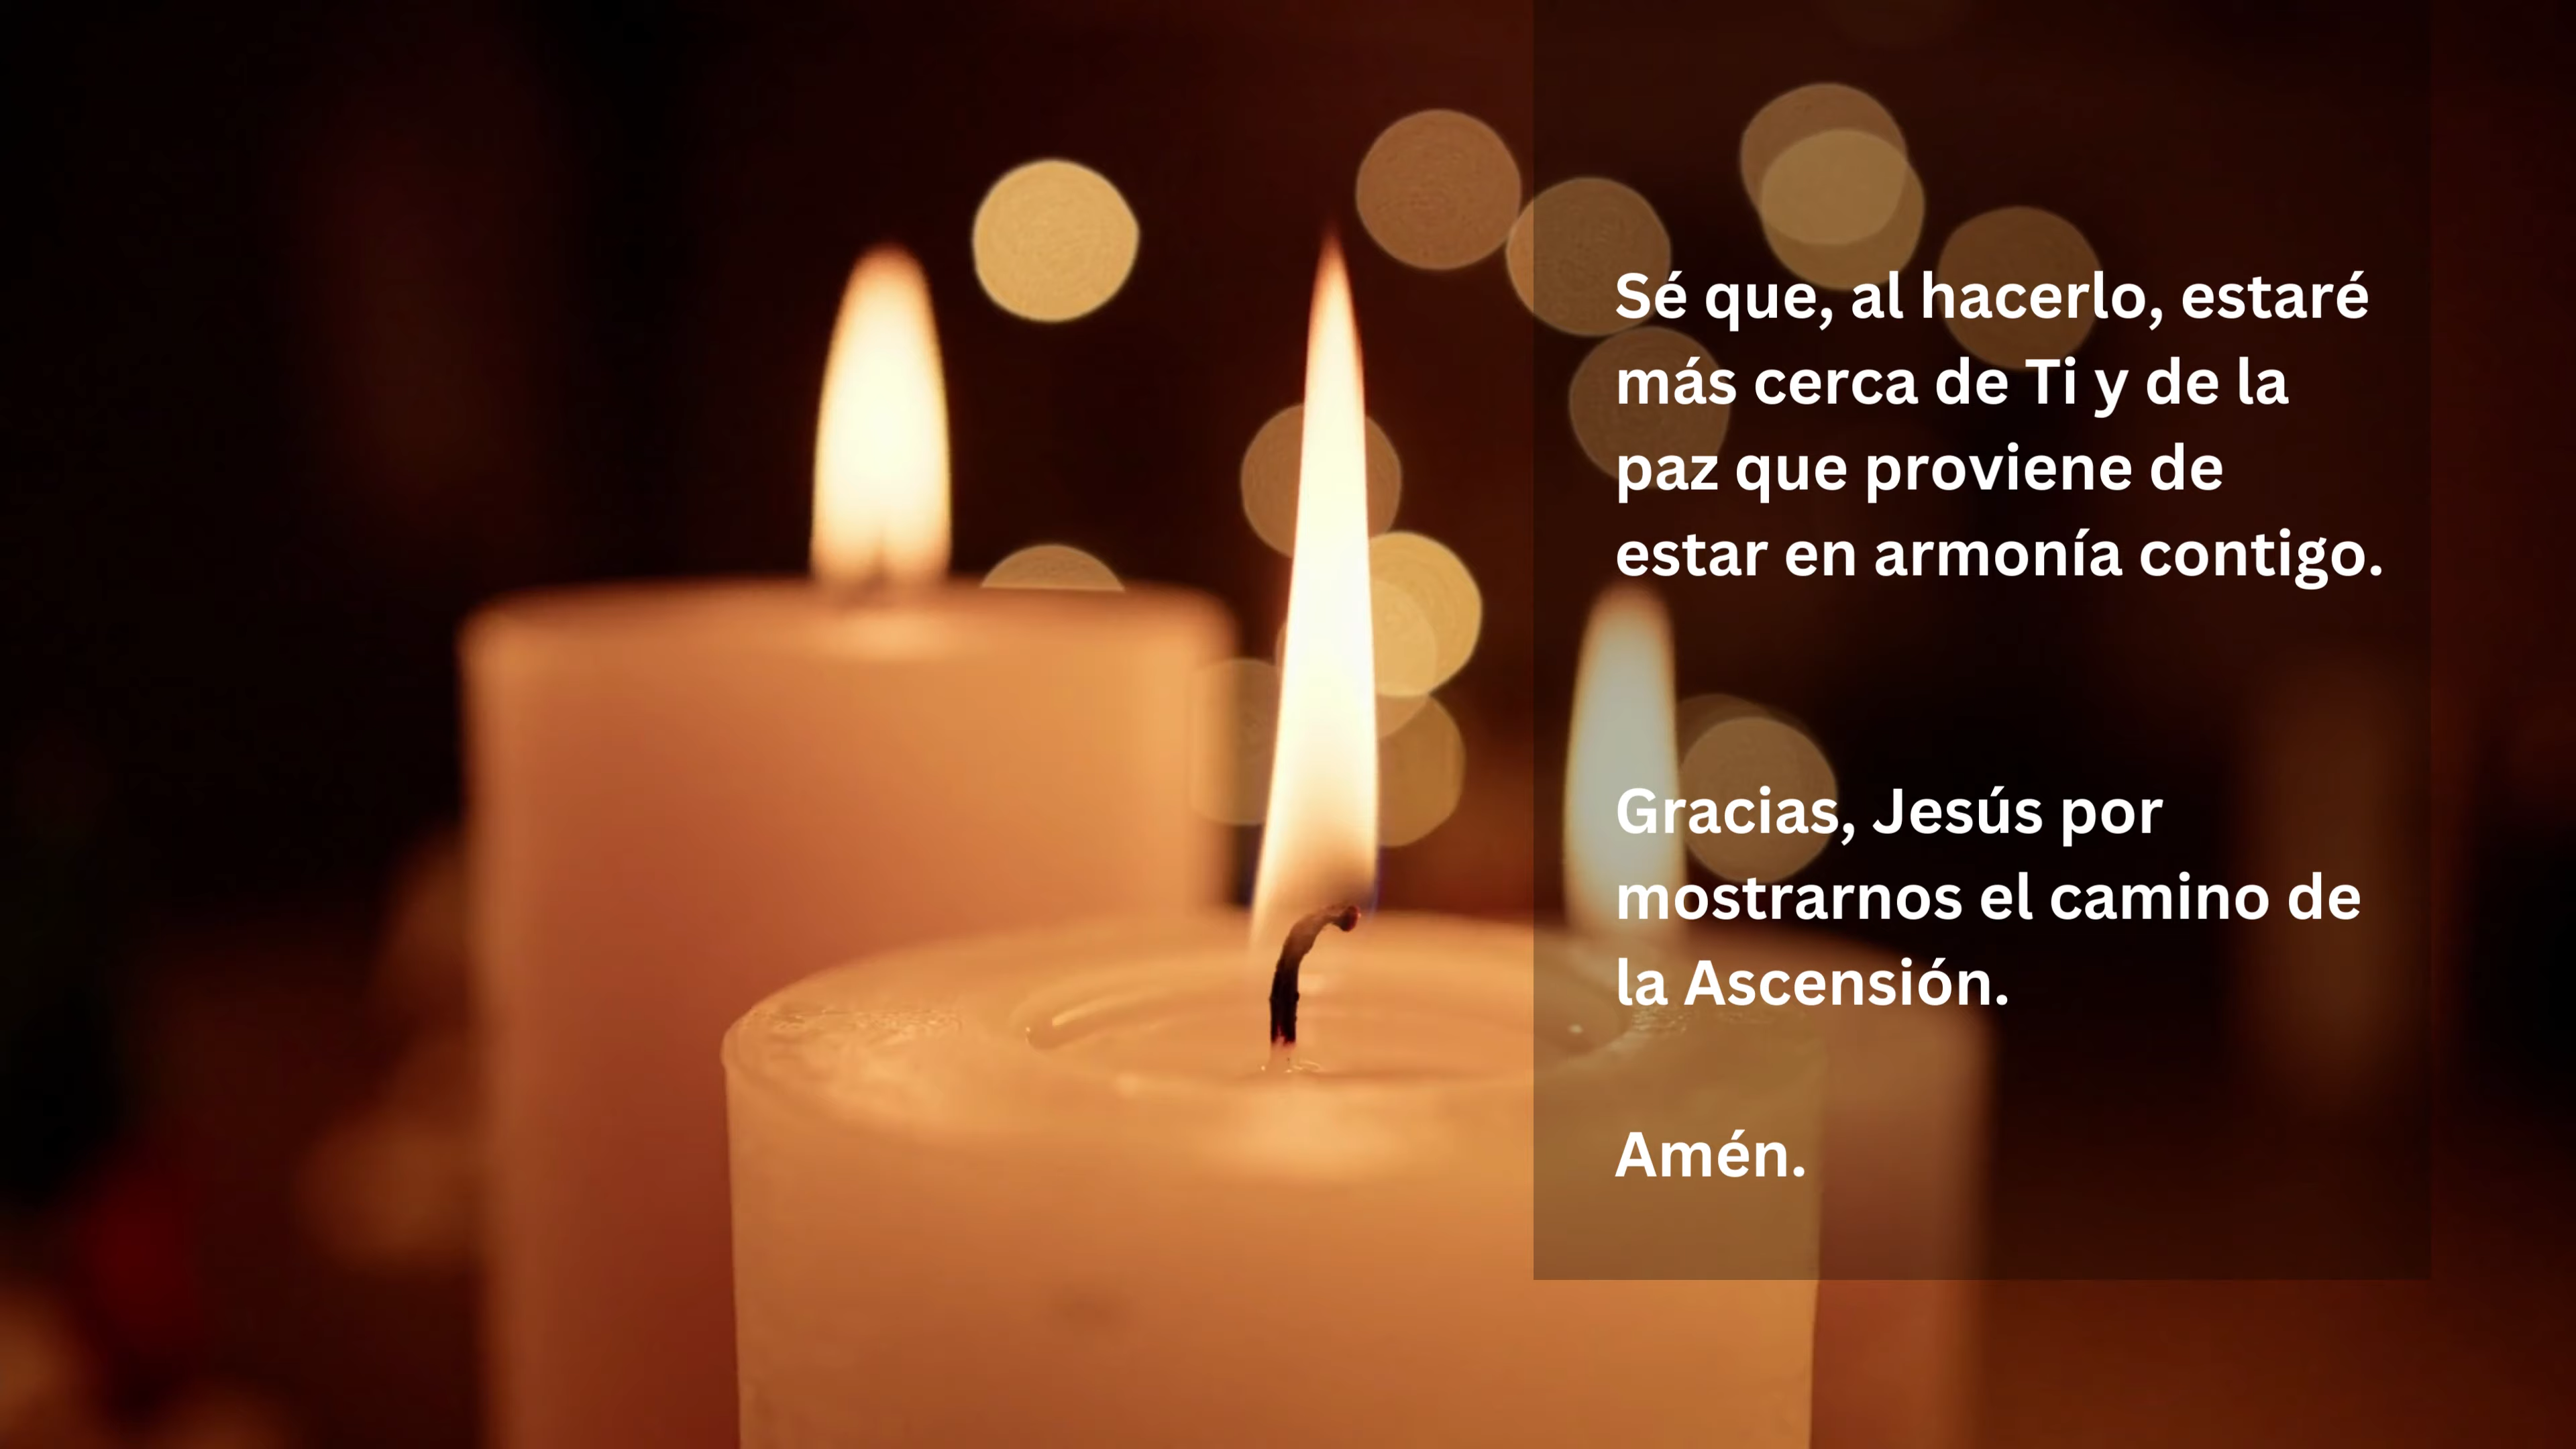 Sé que, al hacerlo, estaré
más cerca de Ti y de la
paz que proviene de
estar en armonía contigo.
Gracias, Jesús por
mostrarnos el camino de
la Ascensión.
Amén.